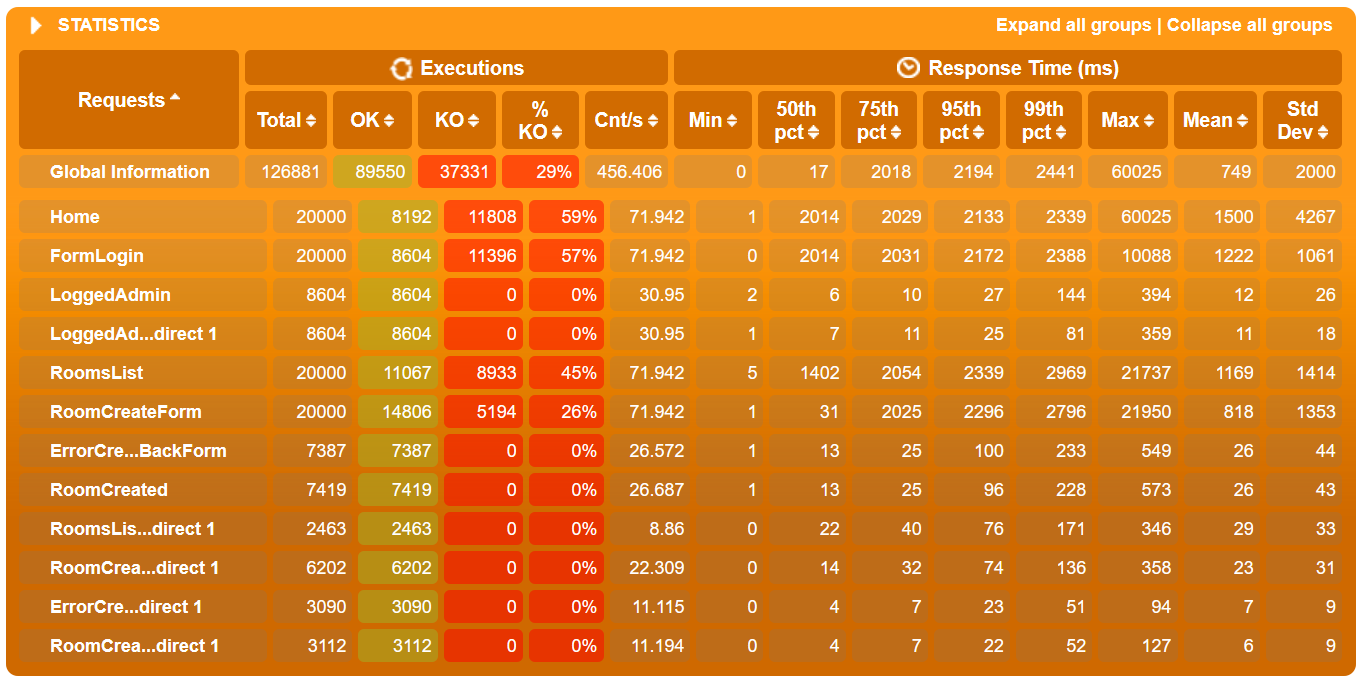 STATISTICS Expand all groups | Collapse all groups
Requests Executions Response Time (ms)
Total OK KO % KO Cnt/s Min 50th pct 75th pct 95th pct 99th pct Max Mean Std Dev
Global Information 126881 89550 37331 29% 456.406 0 17 2018 2194 2441 60025 749 2000
Home 20000 8192 11808 59% 71.942 1 2014 2029 2133 2339 60025 1500 4267
FormLogin 20000 8604 11396 57% 71.942 0 2014 2031 2172 2388 10088 1222 1061
LoggedAdmin 8604 8604 0 0% 30.95 2 6 10 27 144 394 12 26
LoggedAd...direct 1 8604 8604 0 0% 30.95 1 7 11 25 81 359 11 18
RoomsList 20000 11067 8933 45% 71.942 5 1402 2054 2339 2969 21737 1169 1414
RoomCreateForm 20000 14806 5194 26% 71.942 1 31 2025 2296 2796 21950 818 1353
ErrorCre...BackForm 7387 7387 0 0% 26.572 1 13 25 100 233 549 26 44
RoomCreated 7419 7419 0 0% 26.687 1 13 25 96 228 573 26 43
RoomsLis...direct 1 2463 2463 0 0% 8.86 0 22 40 76 171 346 29 33
RoomCrea...direct 1 6202 6202 0 0% 22.309 0 14 32 74 136 358 23 31
ErrorCre...direct 1 3090 3090 0 0% 11.115 0 4 7 23 51 94 7 9
RoomCrea...direct 1 3112 3112 0 0% 11.194 0 4 7 22 52 127 6 9